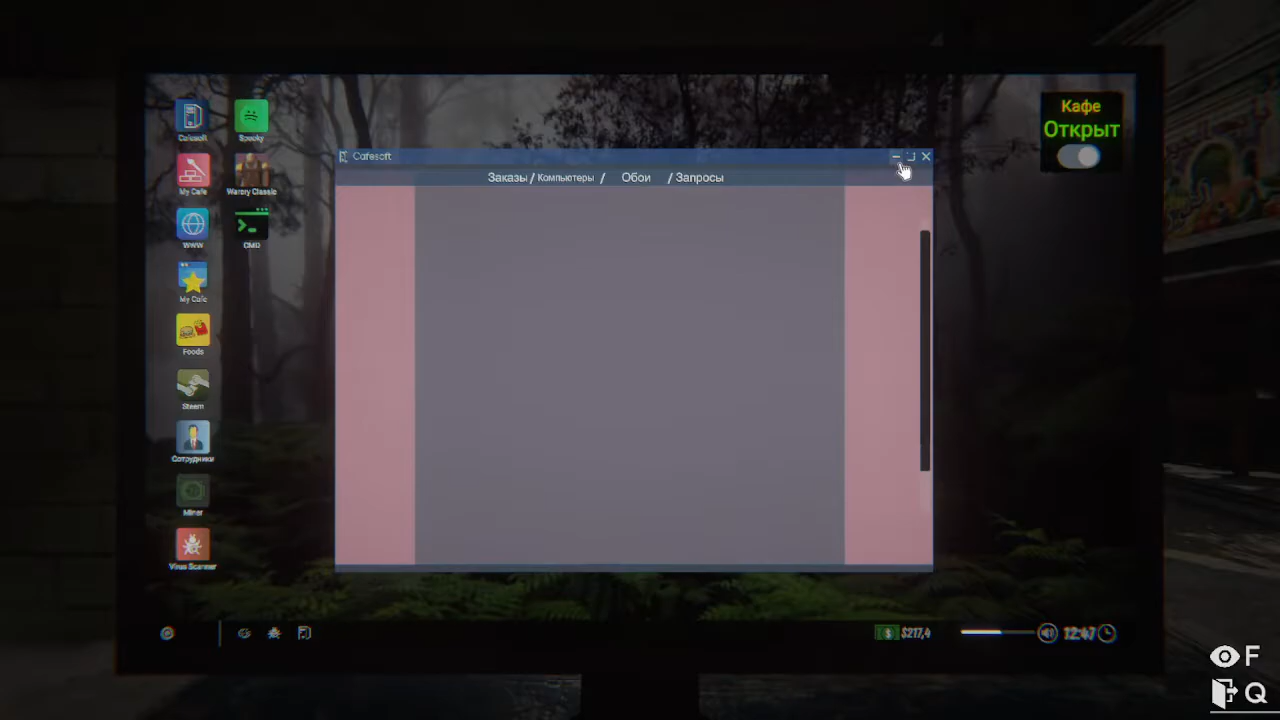 Кафе
Открыт
Cafesoft
Заказы / Компьютеры / Обои / Запросы
Cafesoft
Spooky
My Cafe
Warery Classic
WWW
CMD
My Cafe
Foods
Steam
Сотрудники
Miner
Virus Scanner
$217,4
12:47
F
Q